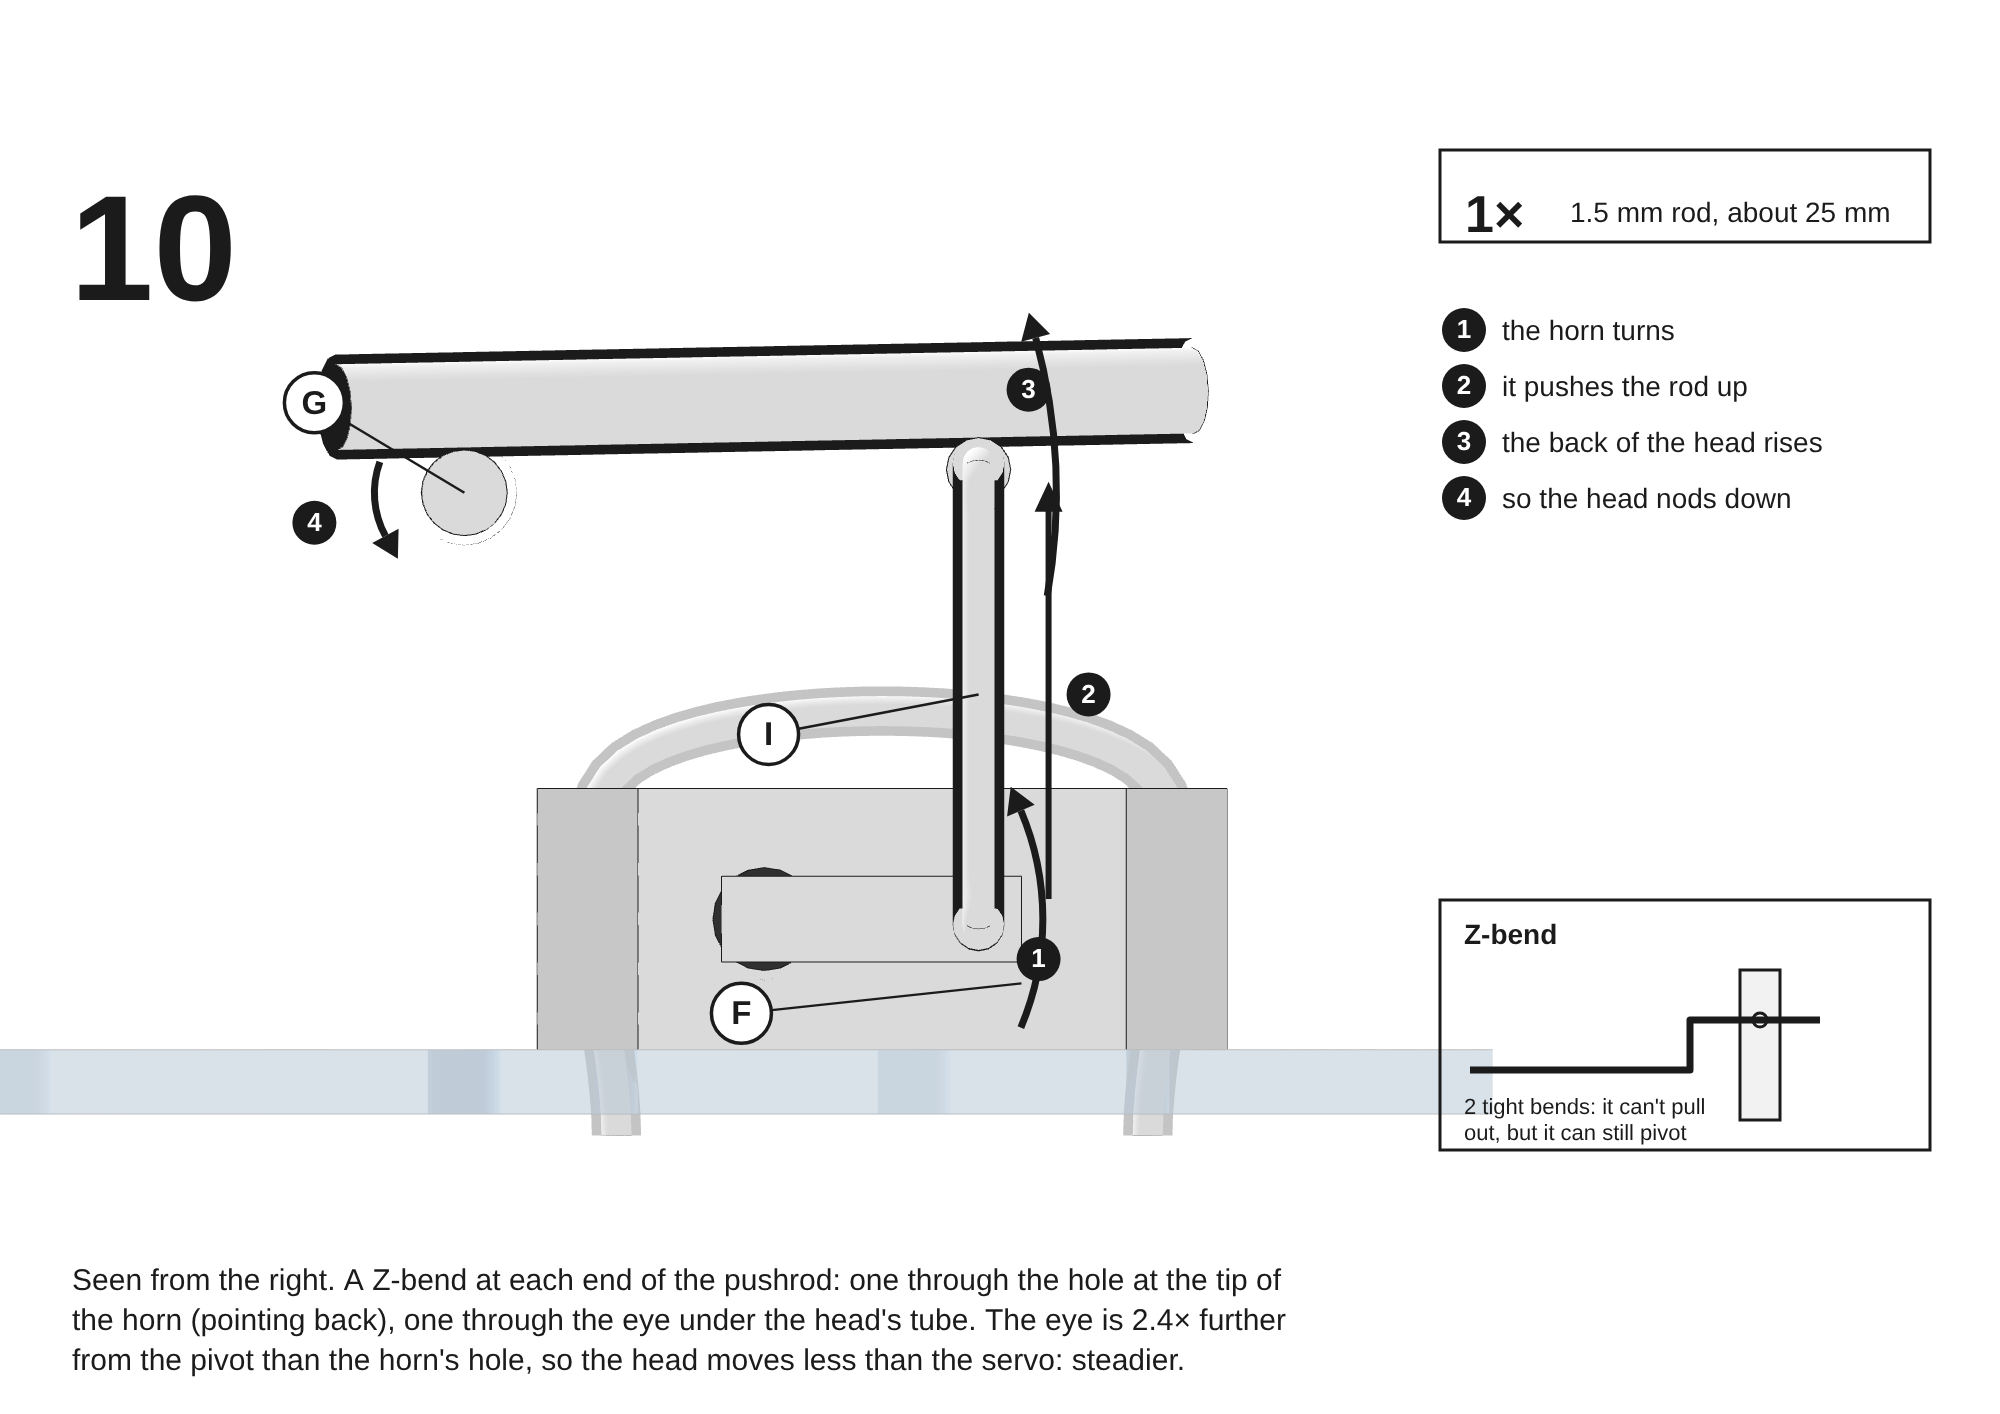 10
1× 1.5 mm rod, about 25 mm
1 the horn turns
2 it pushes the rod up
3 the back of the head rises
4 so the head nods down
G
3
4
2
I
1
F
Z-bend
2 tight bends: it can't pull
out, but it can still pivot
Seen from the right. A Z-bend at each end of the pushrod: one through the hole at the tip of
the horn (pointing back), one through the eye under the head's tube. The eye is 2.4× further
from the pivot than the horn's hole, so the head moves less than the servo: steadier.